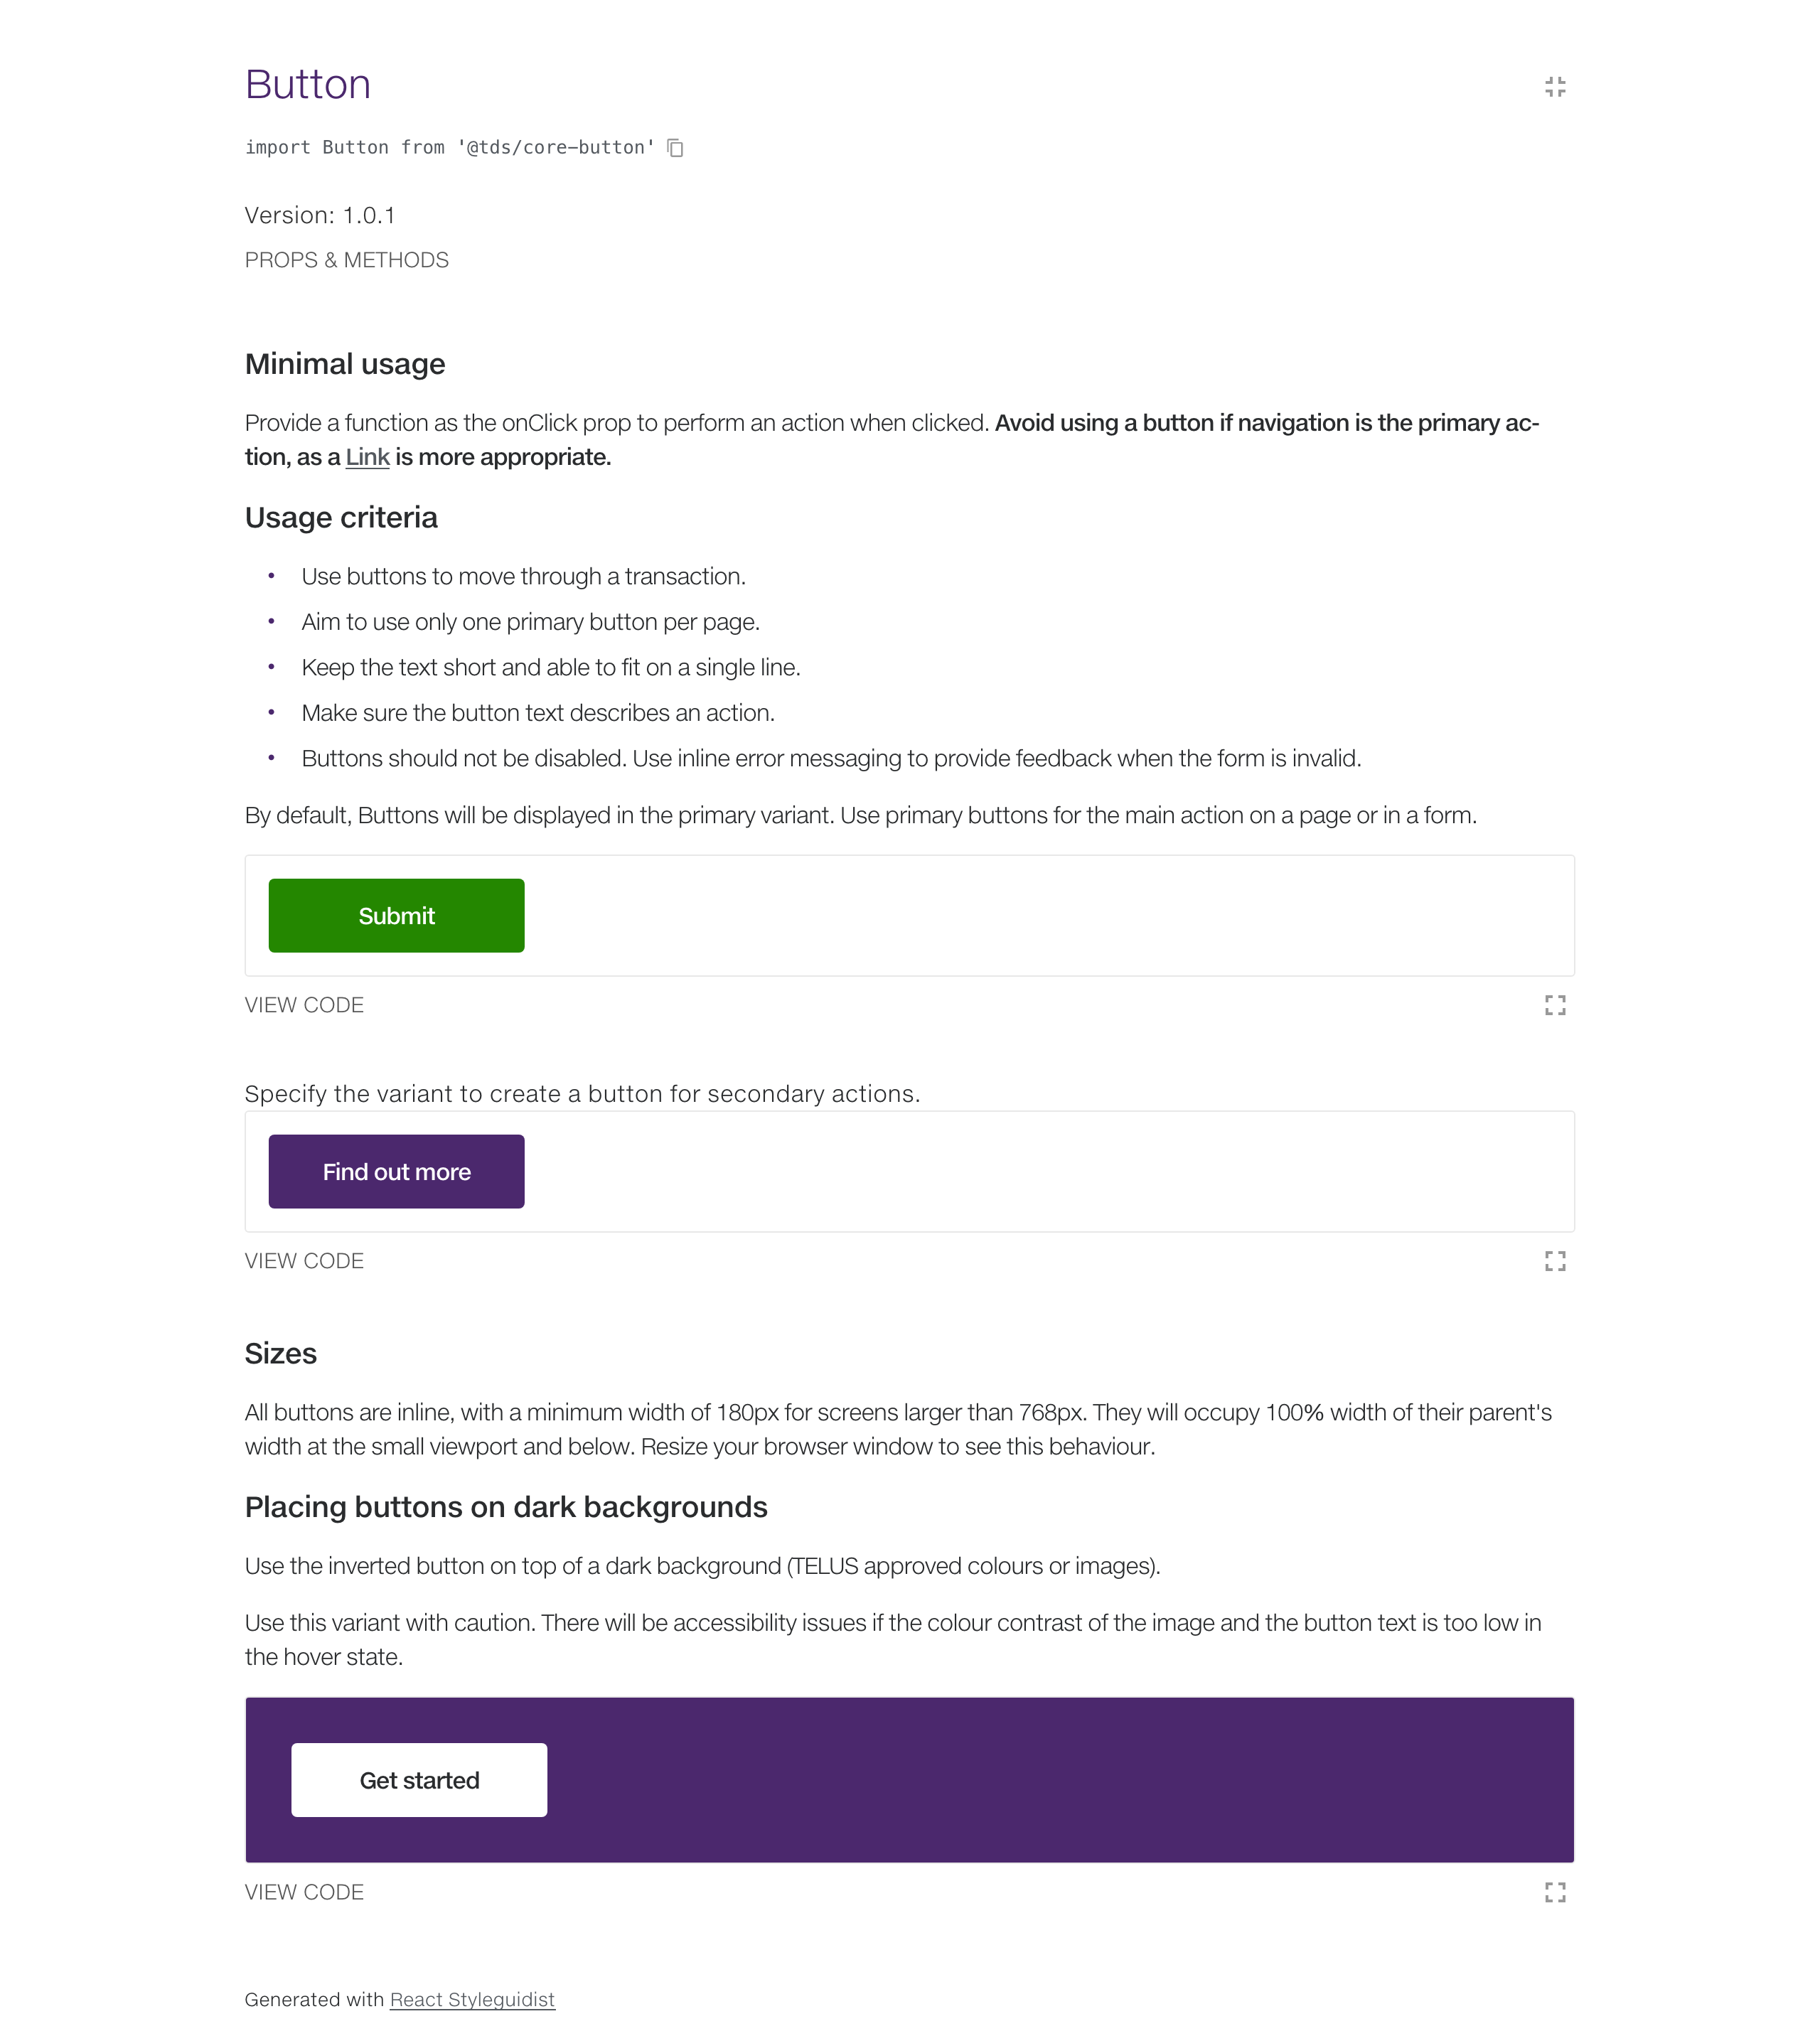 Button
import Button from '@tds/core-button'
Version: 1.0.1
PROPS & METHODS
Minimal usage
Provide a function as the onClick prop to perform an action when clicked. Avoid using a button if navigation is the primary ac-
tion, as a Link is more appropriate.
Usage criteria
• Use buttons to move through a transaction.
• Aim to use only one primary button per page.
• Keep the text short and able to fit on a single line.
• Make sure the button text describes an action.
• Buttons should not be disabled. Use inline error messaging to provide feedback when the form is invalid.
By default, Buttons will be displayed in the primary variant. Use primary buttons for the main action on a page or in a form.
Submit
VIEW CODE
Specify the variant to create a button for secondary actions.
Find out more
VIEW CODE
Sizes
All buttons are inline, with a minimum width of 180px for screens larger than 768px. They will occupy 100% width of their parent's
width at the small viewport and below. Resize your browser window to see this behaviour.
Placing buttons on dark backgrounds
Use the inverted button on top of a dark background (TELUS approved colours or images).
Use this variant with caution. There will be accessibility issues if the colour contrast of the image and the button text is too low in
the hover state.
Get started
VIEW CODE
Generated with React Styleguidist